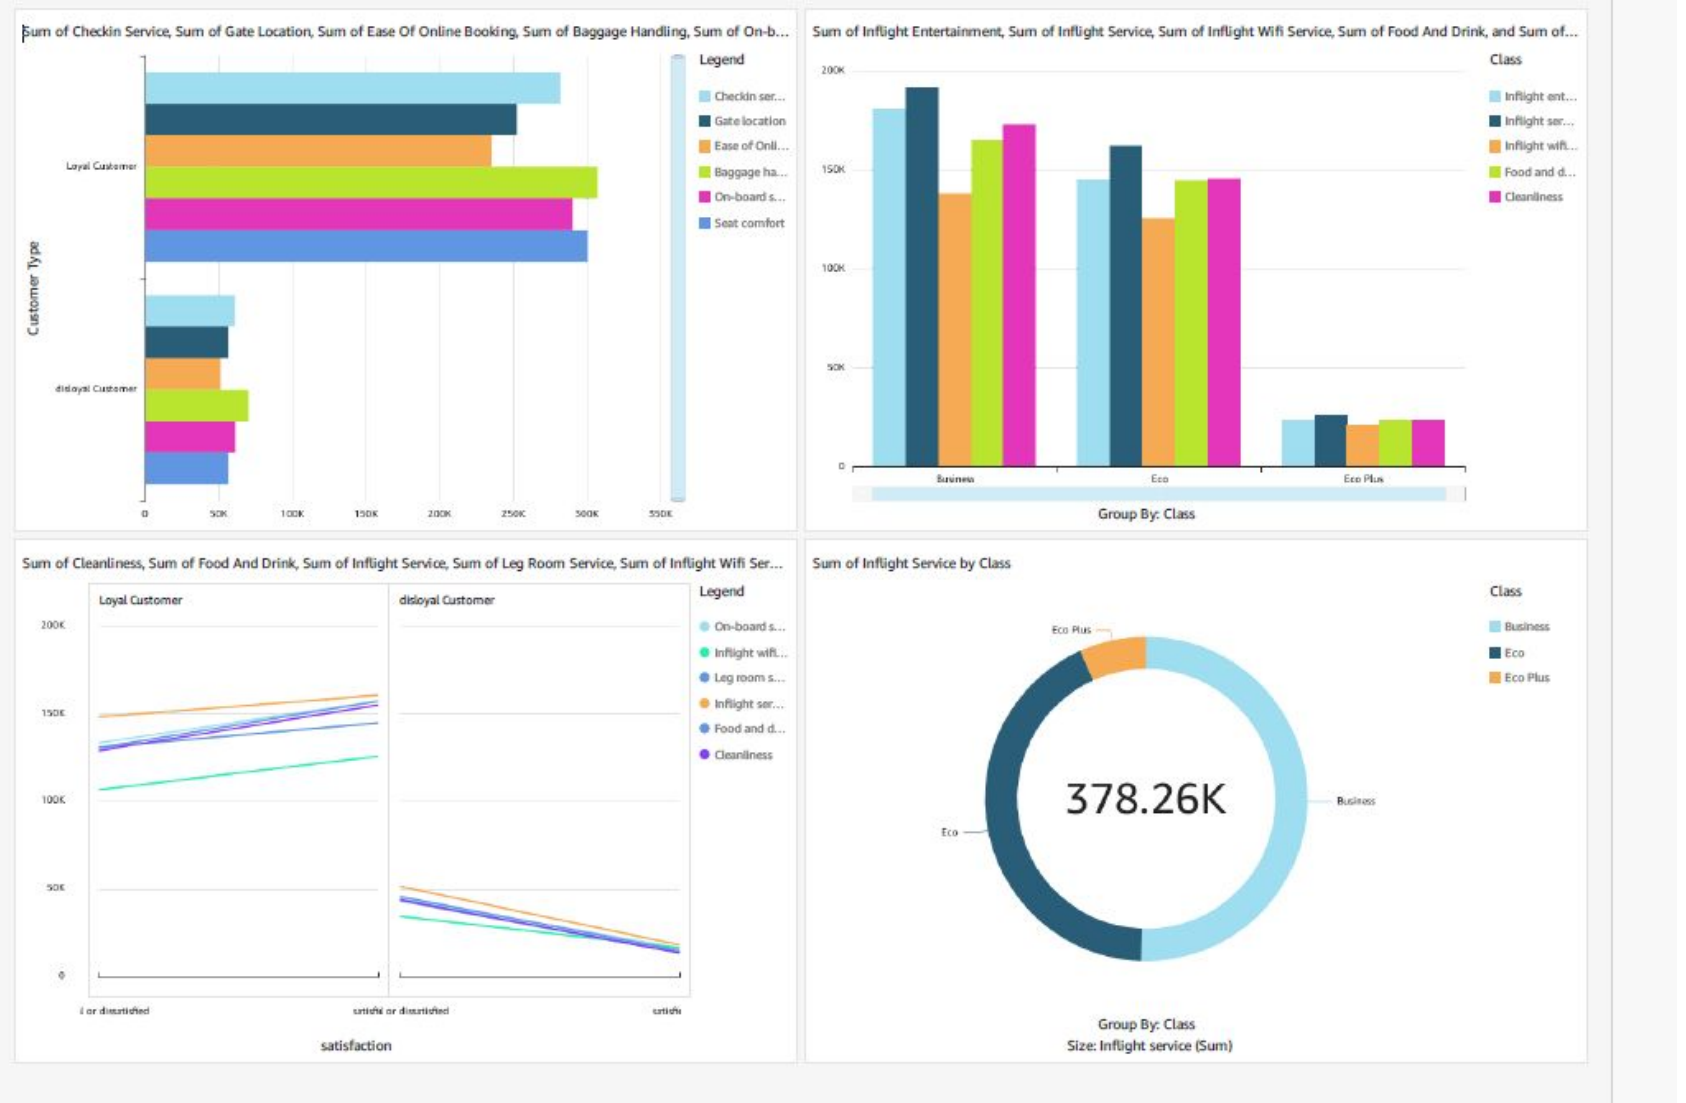 Sum of Checkin Service, Sum of Gate Location, Sum of Ease Of Online Booking, Sum of Baggage Handling, Sum of On-b...
Legend
Checkin ser...
Gate location
Ease of Onli...
Baggage ha...
On-board s...
Seat comfort
Customer Type
Loyal Customer
disloyal Customer
0 50K 100K 150K 200K 250K 300K 350K
Sum of Inflight Entertainment, Sum of Inflight Service, Sum of Inflight Wifi Service, Sum of Food And Drink, and Sum of...
Class
Inflight ent...
Inflight ser...
Inflight wifi...
Food and d...
Cleanliness
200K
150K
100K
50K
0
Business Eco Eco Plus
Group By: Class
Sum of Cleanliness, Sum of Food And Drink, Sum of Inflight Service, Sum of Leg Room Service, Sum of Inflight Wifi Ser...
Legend
On-board s...
Inflight wifi...
Leg room s...
Inflight ser...
Food and d...
Cleanliness
Loyal Customer disloyal Customer
200K
150K
100K
50K
0
or dissatisfied satisfi or dissatisfied satisfi
satisfaction
Sum of Inflight Service by Class
Class
Business
Eco
Eco Plus
Eco Plus
378.26K
Business
Eco
Group By: Class
Size: Inflight service (Sum)